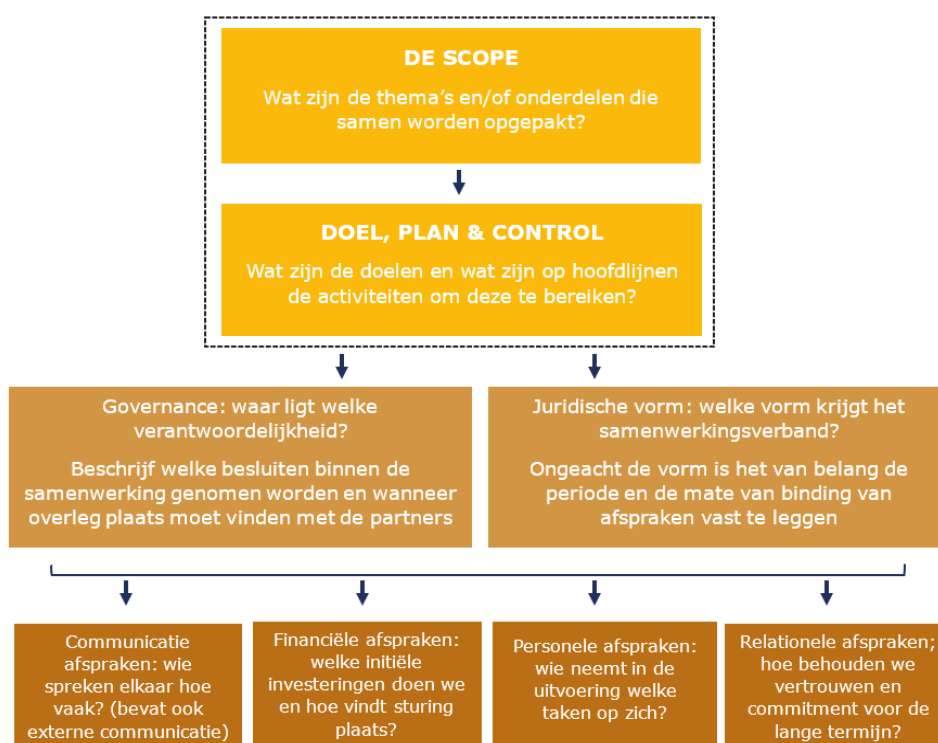 DE SCOPE
Wat zijn de thema’s en/of onderdelen die
samen worden opgepakt?
DOEL, PLAN & CONTROL
Wat zijn de doelen en wat zijn op hoofdlijnen
de activiteiten om deze te bereiken?
Governance: waar ligt welke
verantwoordelijkheid?
Beschrijf welke besluiten binnen de
samenwerking genomen worden en wanneer
overleg plaats moet vinden met de partners
Juridische vorm: welke vorm krijgt het
samenwerkingsverband?
Ongeacht de vorm is het van belang de
periode en de mate van binding van
afspraken vast te leggen
Communicatie
afspraken: wie
spreken elkaar hoe
vaak? (bevat ook
externe communicatie)
Financiële afspraken:
welke initiële
investeringen doen we
en hoe vindt sturing
plaats?
Personele afspraken:
wie neemt in de
uitvoering welke
taken op zich?
Relationele afspraken;
hoe behouden we
vertrouwen en
commitment voor de
lange termijn?